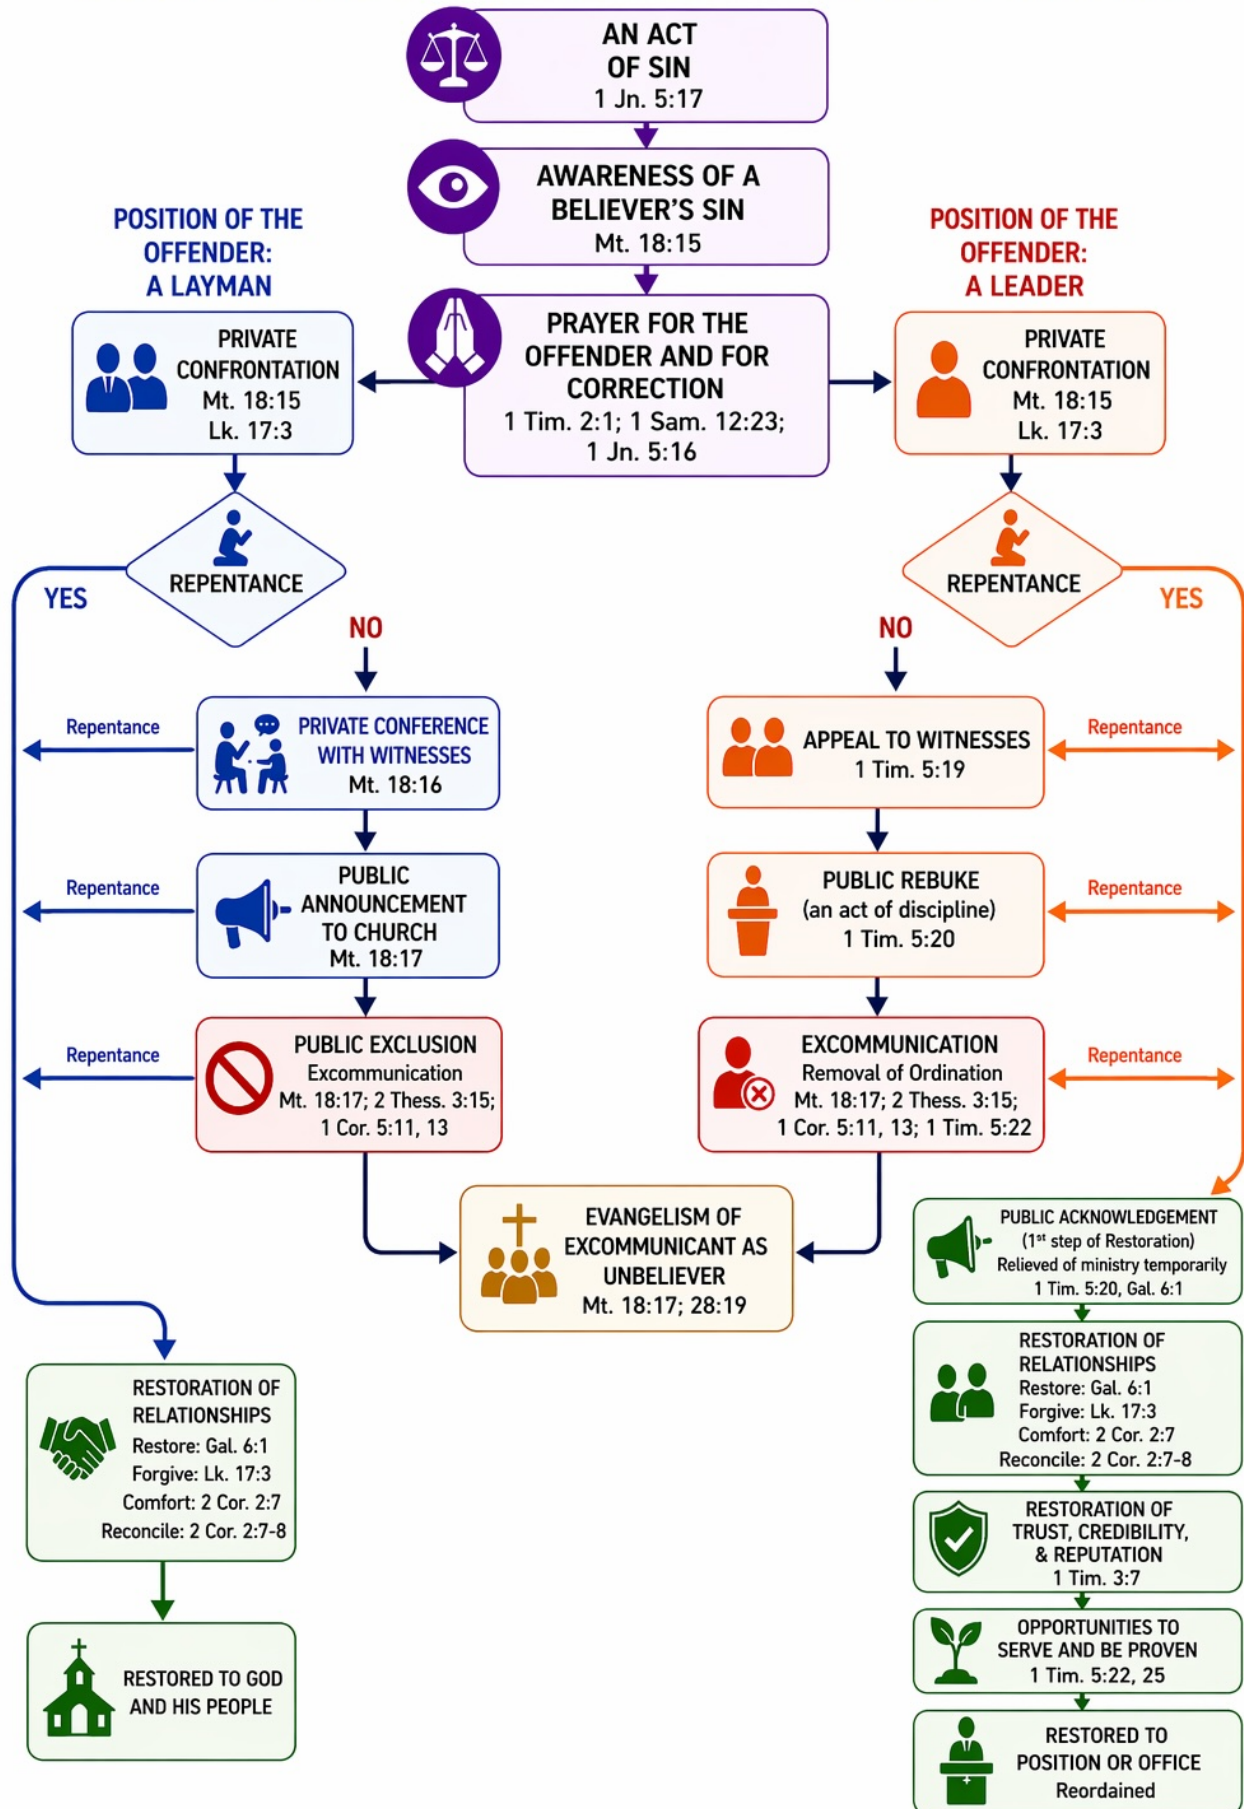 AN ACT
OF SIN
1 Jn. 5:17
AWARENESS OF A
BELIEVER'S SIN
Mt. 18:15
PRAYER FOR THE
OFFENDER AND FOR
CORRECTION
1 Tim. 2:1; 1 Sam. 12:23;
1 Jn. 5:16
POSITION OF THE
OFFENDER:
A LAYMAN
PRIVATE
CONFRONTATION
Mt. 18:15
Lk. 17:3
REPENTANCE
YES
NO
PRIVATE CONFERENCE
WITH WITNESSES
Mt. 18:16
Repentance
PUBLIC
ANNOUNCEMENT
TO CHURCH
Mt. 18:17
Repentance
PUBLIC EXCLUSION
Excommunication
Mt. 18:17; 2 Thess. 3:15;
1 Cor. 5:11, 13
Repentance
RESTORATION OF
RELATIONSHIPS
Restore: Gal. 6:1
Forgive: Lk. 17:3
Comfort: 2 Cor. 2:7
Reconcile: 2 Cor. 2:7-8
RESTORED TO GOD
AND HIS PEOPLE
POSITION OF THE
OFFENDER:
A LEADER
PRIVATE
CONFRONTATION
Mt. 18:15
Lk. 17:3
REPENTANCE
YES
NO
APPEAL TO WITNESSES
1 Tim. 5:19
Repentance
PUBLIC REBUKE
(an act of discipline)
1 Tim. 5:20
Repentance
EXCOMMUNICATION
Removal of Ordination
Mt. 18:17; 2 Thess. 3:15;
1 Cor. 5:11, 13; 1 Tim. 5:22
Repentance
EVANGELISM OF
EXCOMMUNICANT AS
UNBELIEVER
Mt. 18:17; 28:19
PUBLIC ACKNOWLEDGEMENT
(1st step of Restoration)
Relieved of ministry temporarily
1 Tim. 5:20, Gal. 6:1
RESTORATION OF
RELATIONSHIPS
Restore: Gal. 6:1
Forgive: Lk. 17:3
Comfort: 2 Cor. 2:7
Reconcile: 2 Cor. 2:7-8
RESTORATION OF
TRUST, CREDIBILITY,
& REPUTATION
1 Tim. 3:7
OPPORTUNITIES TO
SERVE AND BE PROVEN
1 Tim. 5:22, 25
RESTORED TO
POSITION OR OFFICE
Reordained